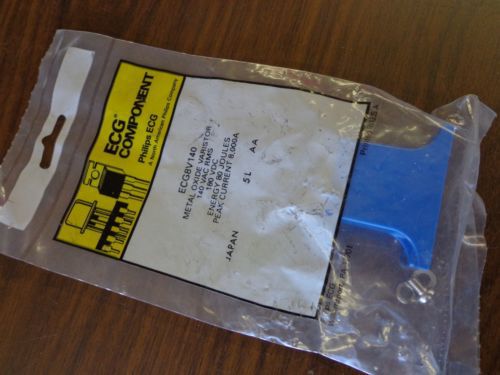 ECG®
COMPONENT
Philips ECG
A North American Philips Company
ECG8V140
METAL OXIDE VARISTOR
140 VAC RMS
180 VDC
ENERGY 80 JOULES
PEAK CURRENT 8,000A
5L AA
JAPAN